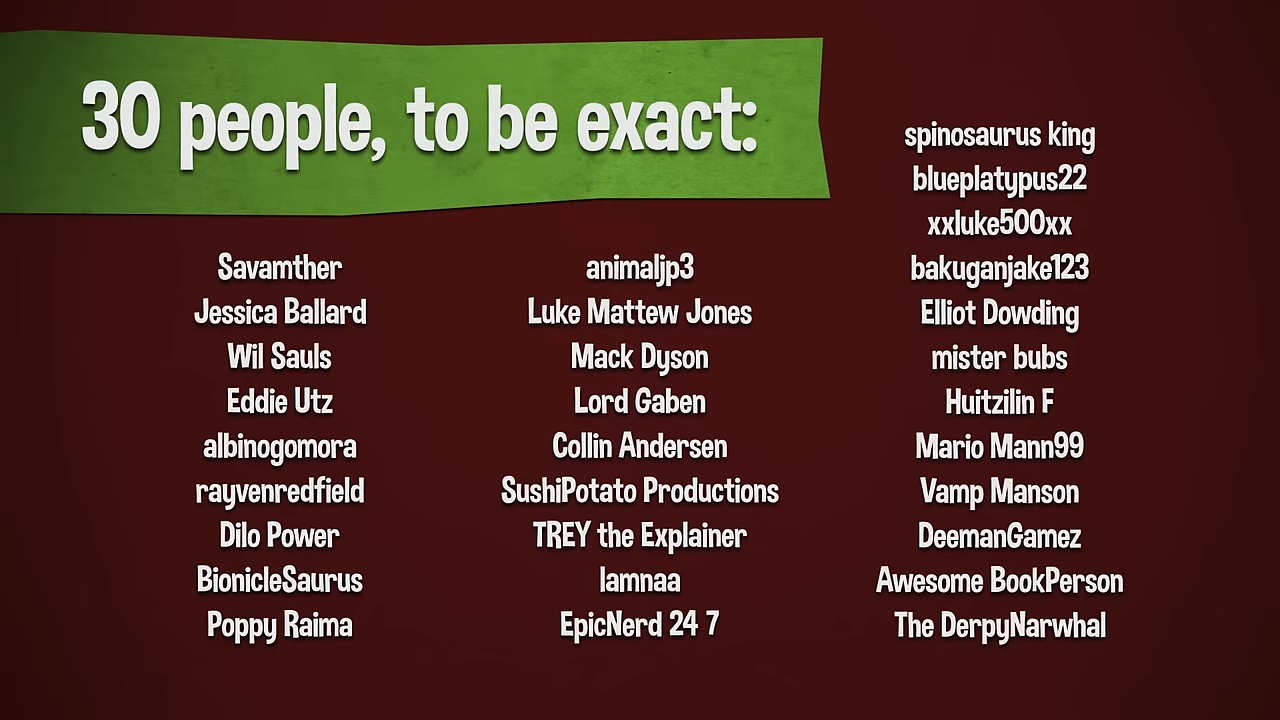 30 people, to be exact:
Savamther
Jessica Ballard
Wil Sauls
Eddie Utz
albinogomora
rayvenredfield
Dilo Power
BionicleSaurus
Poppy Raima
animaljp3
Luke Mattew Jones
Mack Dyson
Lord Gaben
Collin Andersen
SushiPotato Productions
TREY the Explainer
lamnaa
EpicNerd 24 7
spinosaurus king
blueplatypus22
xxluke500xx
bakuganjake123
Elliot Dowding
mister bubs
Huitzilin F
Mario Mann99
Vamp Manson
DeemanGamez
Awesome BookPerson
The DerpyNarwhal